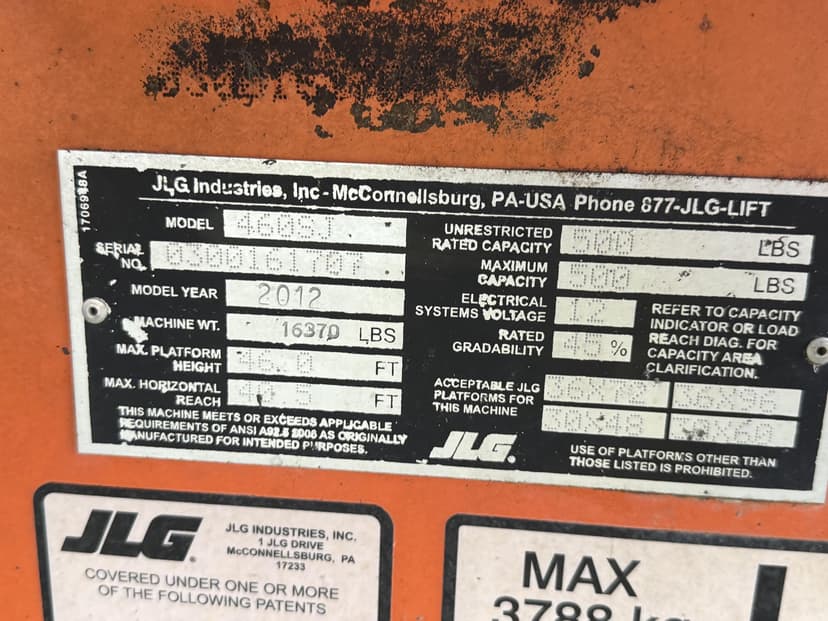 1706948A
JLG Industries, Inc - McConnellsburg, PA-USA Phone 877-JLG-LIFT
MODEL 460SJ
SERIAL NO. 0300161707
MODEL YEAR 2012
MACHINE WT. 16370 LBS
MAX. PLATFORM HEIGHT 46.0 FT
MAX. HORIZONTAL REACH FT
THIS MACHINE MEETS OR EXCEEDS APPLICABLE
REQUIREMENTS OF ANSI A92.5 2006 AS ORIGINALLY
MANUFACTURED FOR INTENDED PURPOSES.
UNRESTRICTED
RATED CAPACITY 500 LBS
MAXIMUM
CAPACITY 500 LBS
ELECTRICAL
SYSTEMS VOLTAGE 12
RATED
GRADABILITY 45 %
REFER TO CAPACITY
INDICATOR OR LOAD
REACH DIAG. FOR
CAPACITY AREA
CLARIFICATION.
ACCEPTABLE JLG
PLATFORMS FOR
THIS MACHINE
36X72 36X96
30X48 30X60
JLG.
USE OF PLATFORMS OTHER THAN
THOSE LISTED IS PROHIBITED.
JLG.
JLG INDUSTRIES, INC.
1 JLG DRIVE
McCONNELLSBURG, PA
17233
COVERED UNDER ONE OR MORE
OF THE FOLLOWING PATENTS
MAX
3788 kg